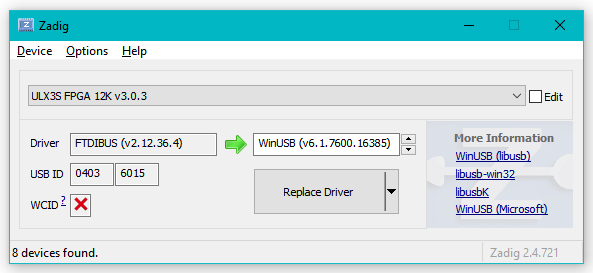 Zadig
Device Options Help
ULX3S FPGA 12K v3.0.3 Edit
Driver FTDIBUS (v2.12.36.4) WinUSB (v6.1.7600.16385)
USB ID 0403 6015
WCID ?
Replace Driver
More Information
WinUSB (libusb)
libusb-win32
libusbK
WinUSB (Microsoft)
8 devices found. Zadig 2.4.721